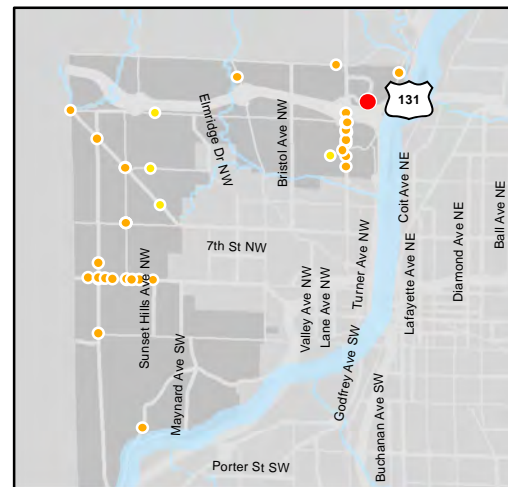 131
Elmridge Dr NW
Bristol Ave NW
Coit Ave NE
Ball Ave NE
Diamond Ave NE
Lafayette Ave NE
Turner Ave NW
7th St NW
Sunset Hills Ave NW
Valley Ave NW
Lane Ave NW
Godfrey Ave SW
Maynard Ave SW
Buchanan Ave SW
Porter St SW